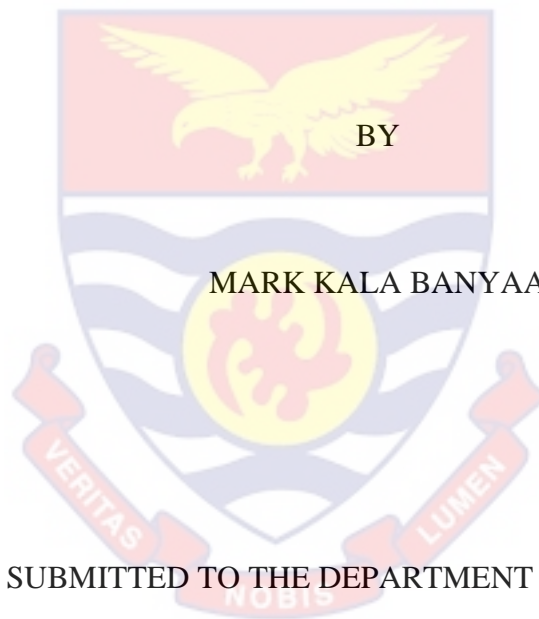 BY
MARK KALA BANYAA
VERITAS
NOBIS
LUMEN
SUBMITTED TO THE DEPARTMENT